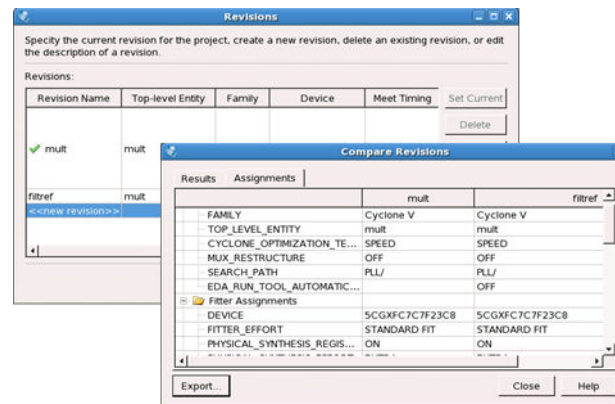 Revisions
Specify the current revision for the project, create a new revision, delete an existing revision, or edit
the description of a revision.
Revisions:
Revision Name Top-level Entity Family Device Meet Timing Set Current
Delete
mult mult
filtref mult
<<new revision>>
Compare Revisions
Results Assignments
mult filtref
FAMILY Cyclone V Cyclone V
TOP_LEVEL_ENTITY mult mult
CYCLONE_OPTIMIZATION_TE... SPEED SPEED
MUX_RESTRUCTURE OFF OFF
SEARCH_PATH PLL/ PLL/
EDA_RUN_TOOL_AUTOMATIC... OFF
Fitter Assignments
DEVICE 5CGXFC7C7F23C8 5CGXFC7C7F23C8
FITTER_EFFORT STANDARD FIT STANDARD FIT
PHYSICAL_SYNTHESIS_REGIS... ON ON
Export... Close Help